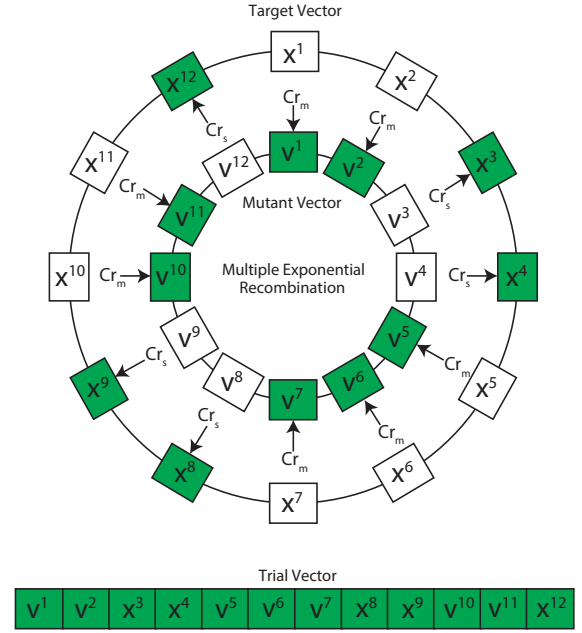 Target Vector
x¹
x²
x³
x⁴
x⁵
x⁶
x⁷
x⁸
x⁹
x¹⁰
x¹¹
x¹²
Crₛ
Crₘ
Crₘ
Crₛ
Crₛ
Crₘ
Crₘ
Crₘ
Crₛ
Crₛ
Crₘ
Crₘ
v¹
v²
v³
v⁴
v⁵
v⁶
v⁷
v⁸
v⁹
v¹⁰
v¹¹
v¹²
Mutant Vector
Multiple Exponential
Recombination
Trial Vector
v¹ v² x³ x⁴ v⁵ v⁶ v⁷ x⁸ x⁹ v¹⁰ v¹¹ x¹²